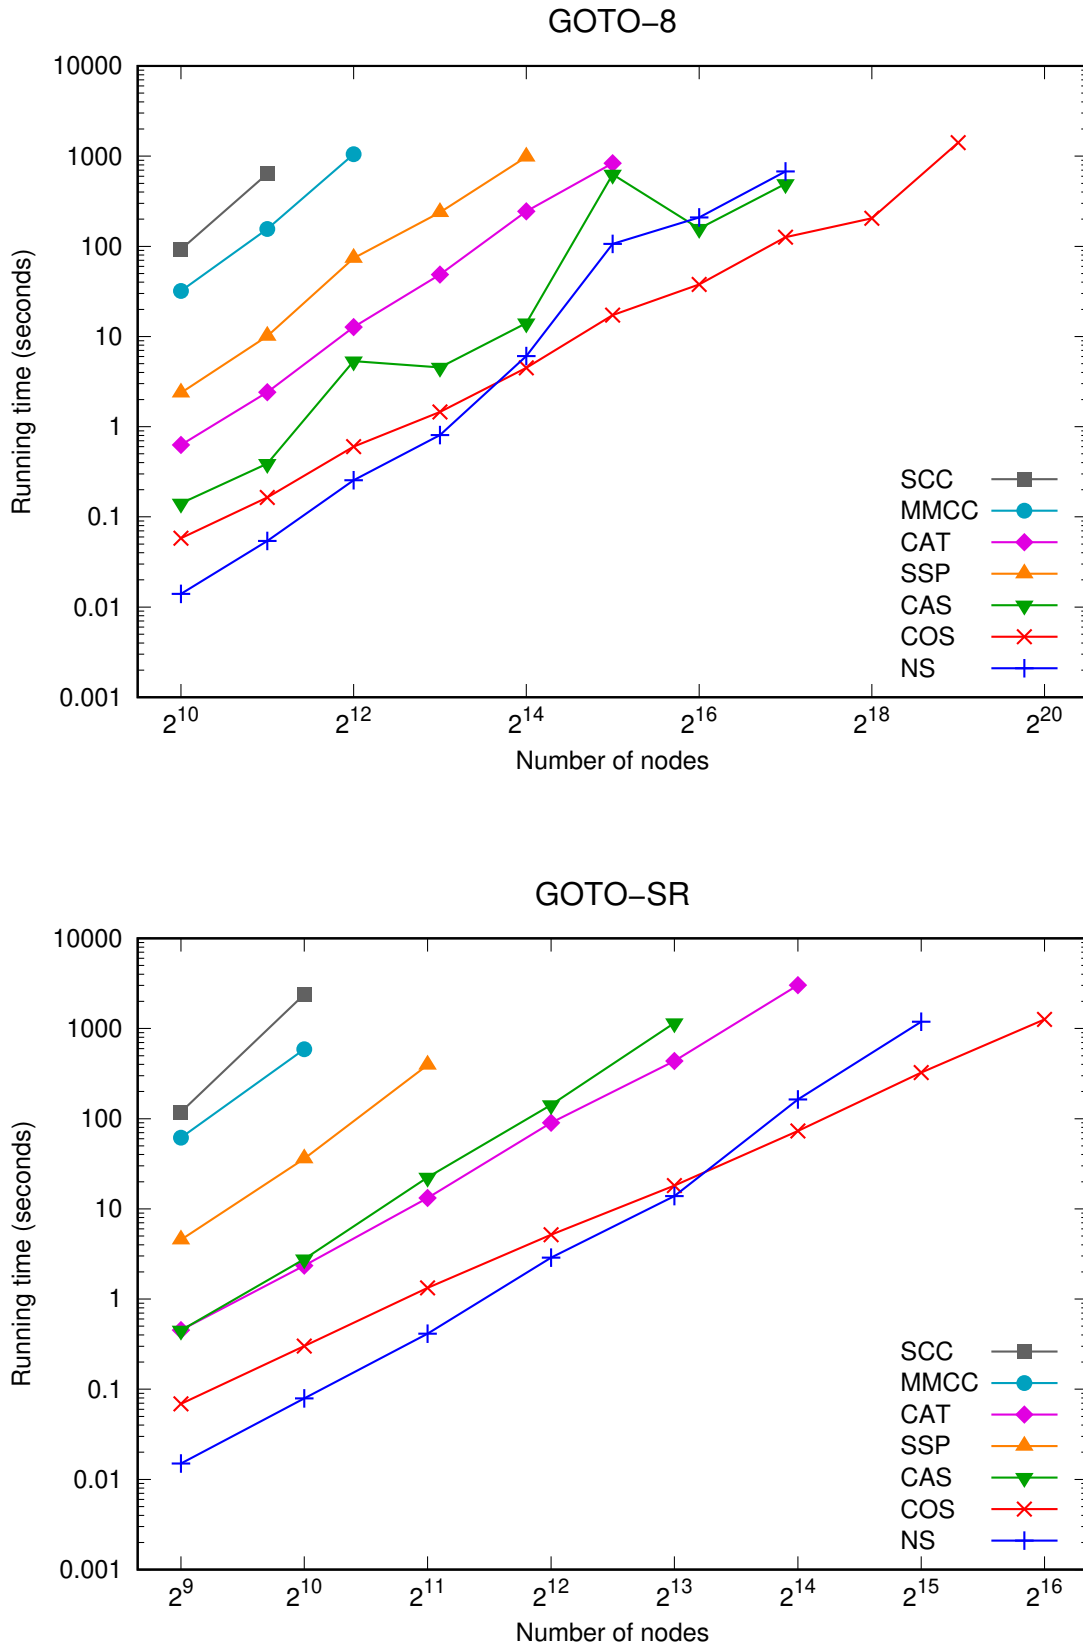 GOTO−8
10000
1000
100
10
1
0.1
0.01
0.001
Running time (seconds)
SCC
MMCC
CAT
SSP
CAS
COS
NS
2^10 2^12 2^14 2^16 2^18 2^20
Number of nodes
GOTO−SR
10000
1000
100
10
1
0.1
0.01
0.001
Running time (seconds)
SCC
MMCC
CAT
SSP
CAS
COS
NS
2^9 2^10 2^11 2^12 2^13 2^14 2^15 2^16
Number of nodes